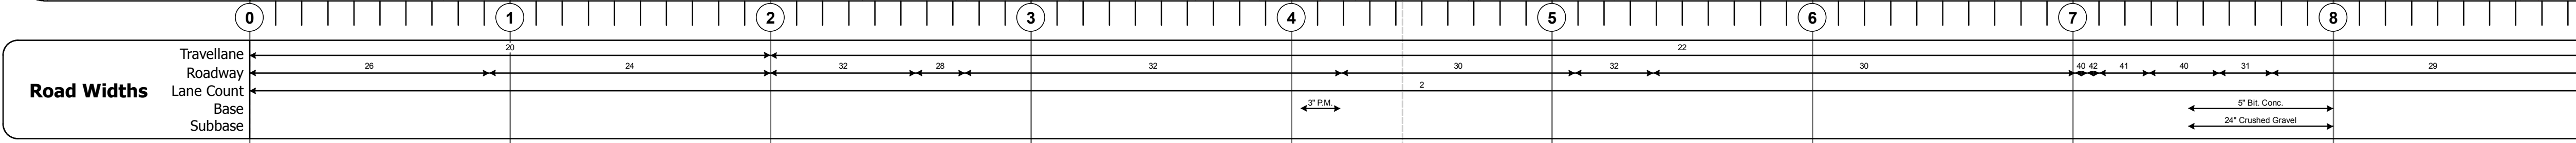 0 1 2 3 4 5 6 7 8
Road Widths
Travellane 20 22
Roadway 26 24 32 28 32 30 32 30 40 42 41 40 31 29
Lane Count 2
Base 3" P.M. 5" Bit. Conc.
Subbase 24" Crushed Gravel